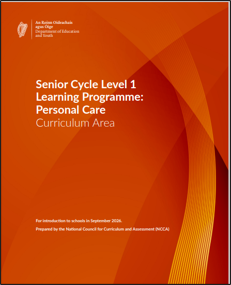 An Roinn Oideachais
agus Óige
Department of Education
and Youth
Senior Cycle Level 1
Learning Programme:
Personal Care
Curriculum Area
For introduction to schools in September 2026.
Prepared by the National Council for Curriculum and Assessment (NCCA)